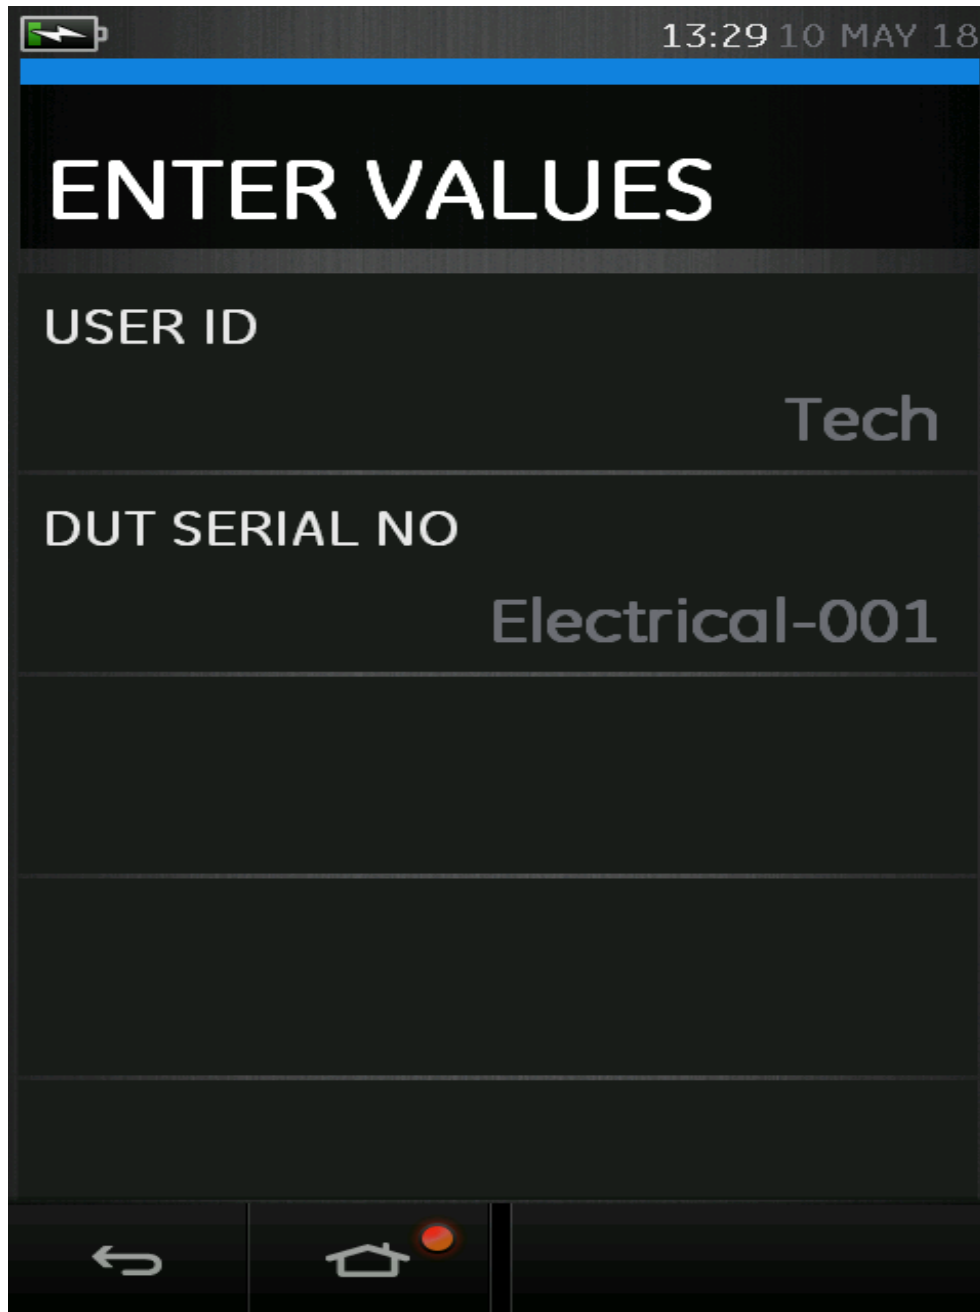 13:29 10 MAY 18
ENTER VALUES
USER ID
Tech
DUT SERIAL NO
Electrical-001